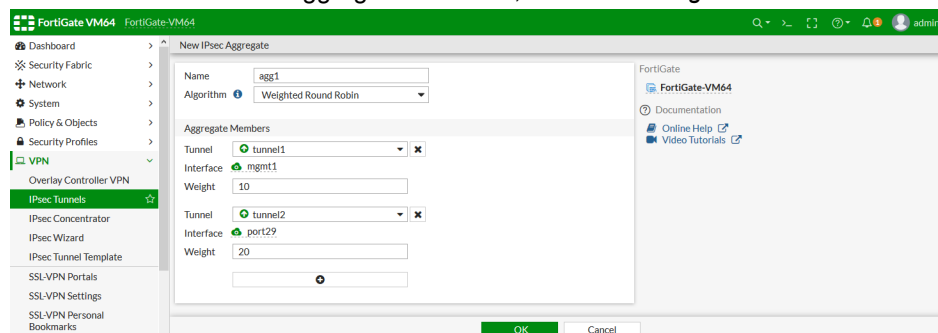 FortiGate VM64 FortiGate-VM64
admin
Dashboard
Security Fabric
Network
System
Policy & Objects
Security Profiles
VPN
Overlay Controller VPN
IPsec Tunnels
IPsec Concentrator
IPsec Wizard
IPsec Tunnel Template
SSL-VPN Portals
SSL-VPN Settings
SSL-VPN Personal
Bookmarks
New IPsec Aggregate
Name agg1
Algorithm Weighted Round Robin
Aggregate Members
Tunnel tunnel1
Interface mgmt1
Weight 10
Tunnel tunnel2
Interface port29
Weight 20
OK Cancel
FortiGate
FortiGate-VM64
Documentation
Online Help
Video Tutorials